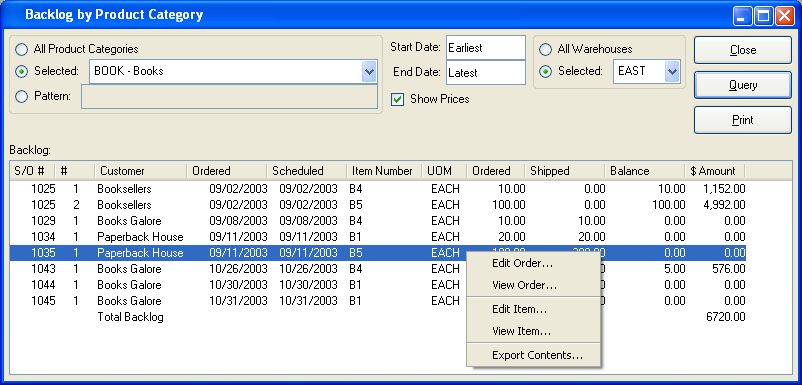 Backlog by Product Category
All Product Categories
Selected: BOOK - Books
Pattern:
Start Date: Earliest
End Date: Latest
Show Prices
All Warehouses
Selected: EAST
Close
Query
Print
Backlog:
S/O # # Customer Ordered Scheduled Item Number UOM Ordered Shipped Balance $ Amount
1025 1 Booksellers 09/02/2003 09/02/2003 B4 EACH 10.00 0.00 10.00 1,152.00
1025 2 Booksellers 09/02/2003 09/02/2003 B5 EACH 100.00 0.00 100.00 4,992.00
1029 1 Books Galore 09/08/2003 09/08/2003 B4 EACH 10.00 10.00 0.00 0.00
1034 1 Paperback House 09/11/2003 09/11/2003 B1 EACH 20.00 20.00 0.00 0.00
1035 1 Paperback House 09/11/2003 09/11/2003 B5 EACH 0.00 0.00
1043 1 Books Galore 10/26/2003 10/26/2003 B4 EACH 5.00 576.00
1044 1 Books Galore 10/30/2003 10/30/2003 B1 EACH 0.00 0.00
1045 1 Books Galore 10/31/2003 10/31/2003 B1 EACH 0.00 0.00
Total Backlog 6720.00
Edit Order...
View Order...
Edit Item...
View Item...
Export Contents...